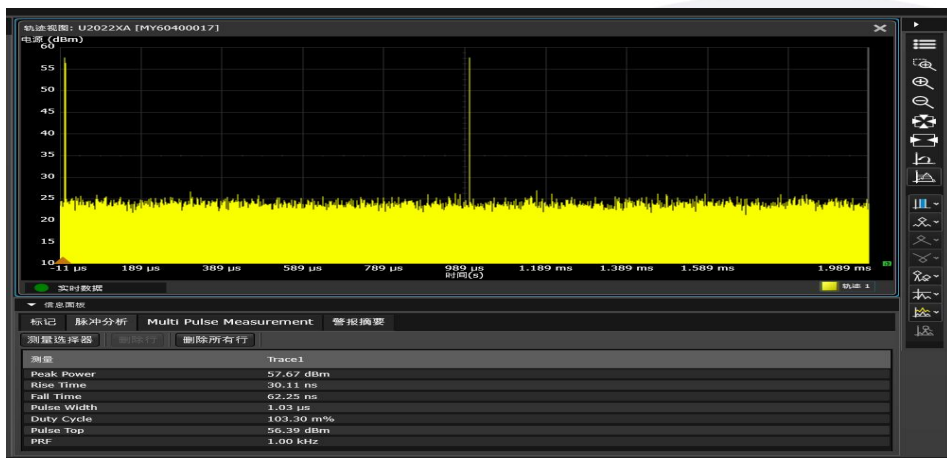 轨迹视图: U2022XA [MY60400017]
电源 (dBm)
60
55
50
45
40
35
30
25
20
15
10
-11 µs 189 µs 389 µs 589 µs 789 µs 989 µs 1.189 ms 1.389 ms 1.589 ms 1.989 ms
时间(s)
实时数据 轨迹 1
信息面板
标记 脉冲分析 Multi Pulse Measurement 警报摘要
测量选择器 删除行 删除所有行
测量 Trace1
Peak Power 57.67 dBm
Rise Time 30.11 ns
Fall Time 62.25 ns
Pulse Width 1.03 µs
Duty Cycle 103.30 m%
Pulse Top 56.39 dBm
PRF 1.00 kHz